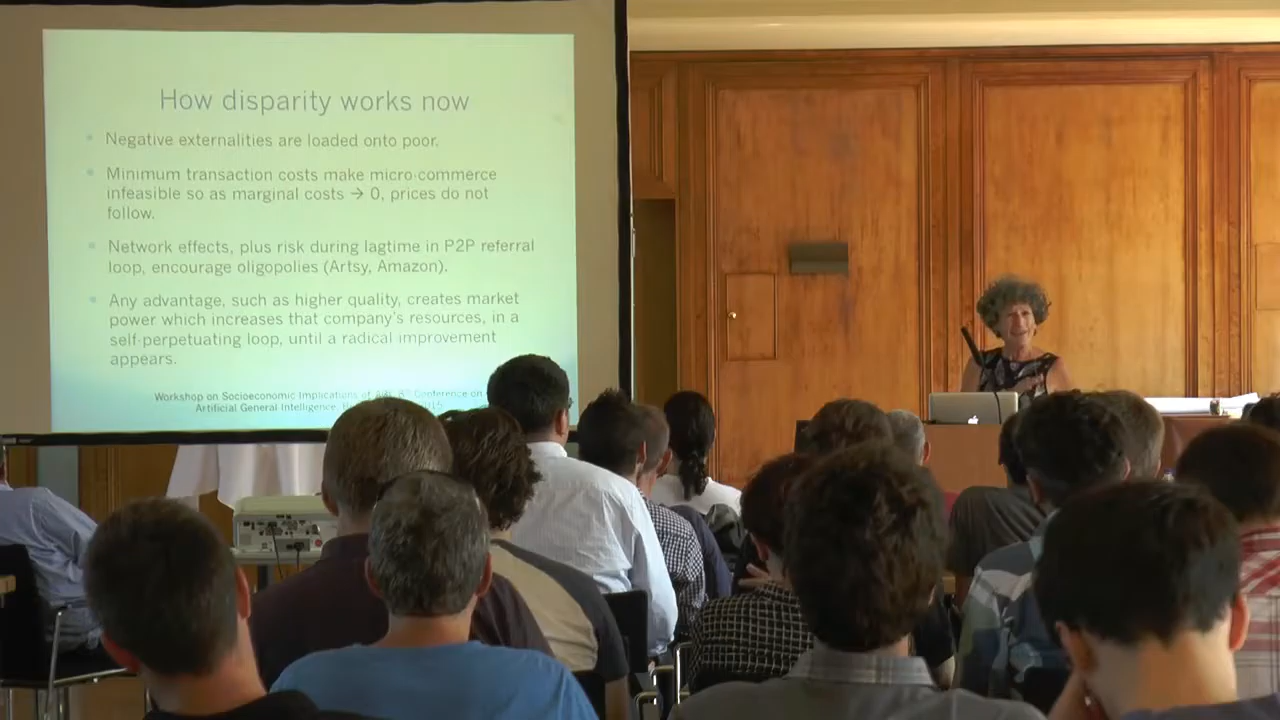 How disparity works now
Negative externalities are loaded onto poor.
Minimum transaction costs make micro-commerce
infeasible so as marginal costs → 0, prices do not
follow.
Network effects, plus risk during lagtime in P2P referral
loop, encourage oligopolies (Artsy, Amazon).
Any advantage, such as higher quality, creates market
power which increases that company's resources, in a
self-perpetuating loop, until a radical improvement
appears.
Workshop on Socioeconomic Implications of Conference on
Artificial General Intelligence,